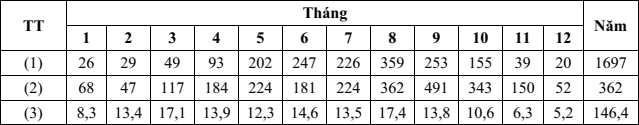 TT Tháng Năm
1 2 3 4 5 6 7 8 9 10 11 12
(1) 26 29 49 93 202 247 226 359 253 155 39 20 1697
(2) 68 47 117 184 224 181 224 362 491 343 150 52 362
(3) 8,3 13,4 17,1 13,9 12,3 14,6 13,5 17,4 13,8 10,6 6,3 5,2 146,4